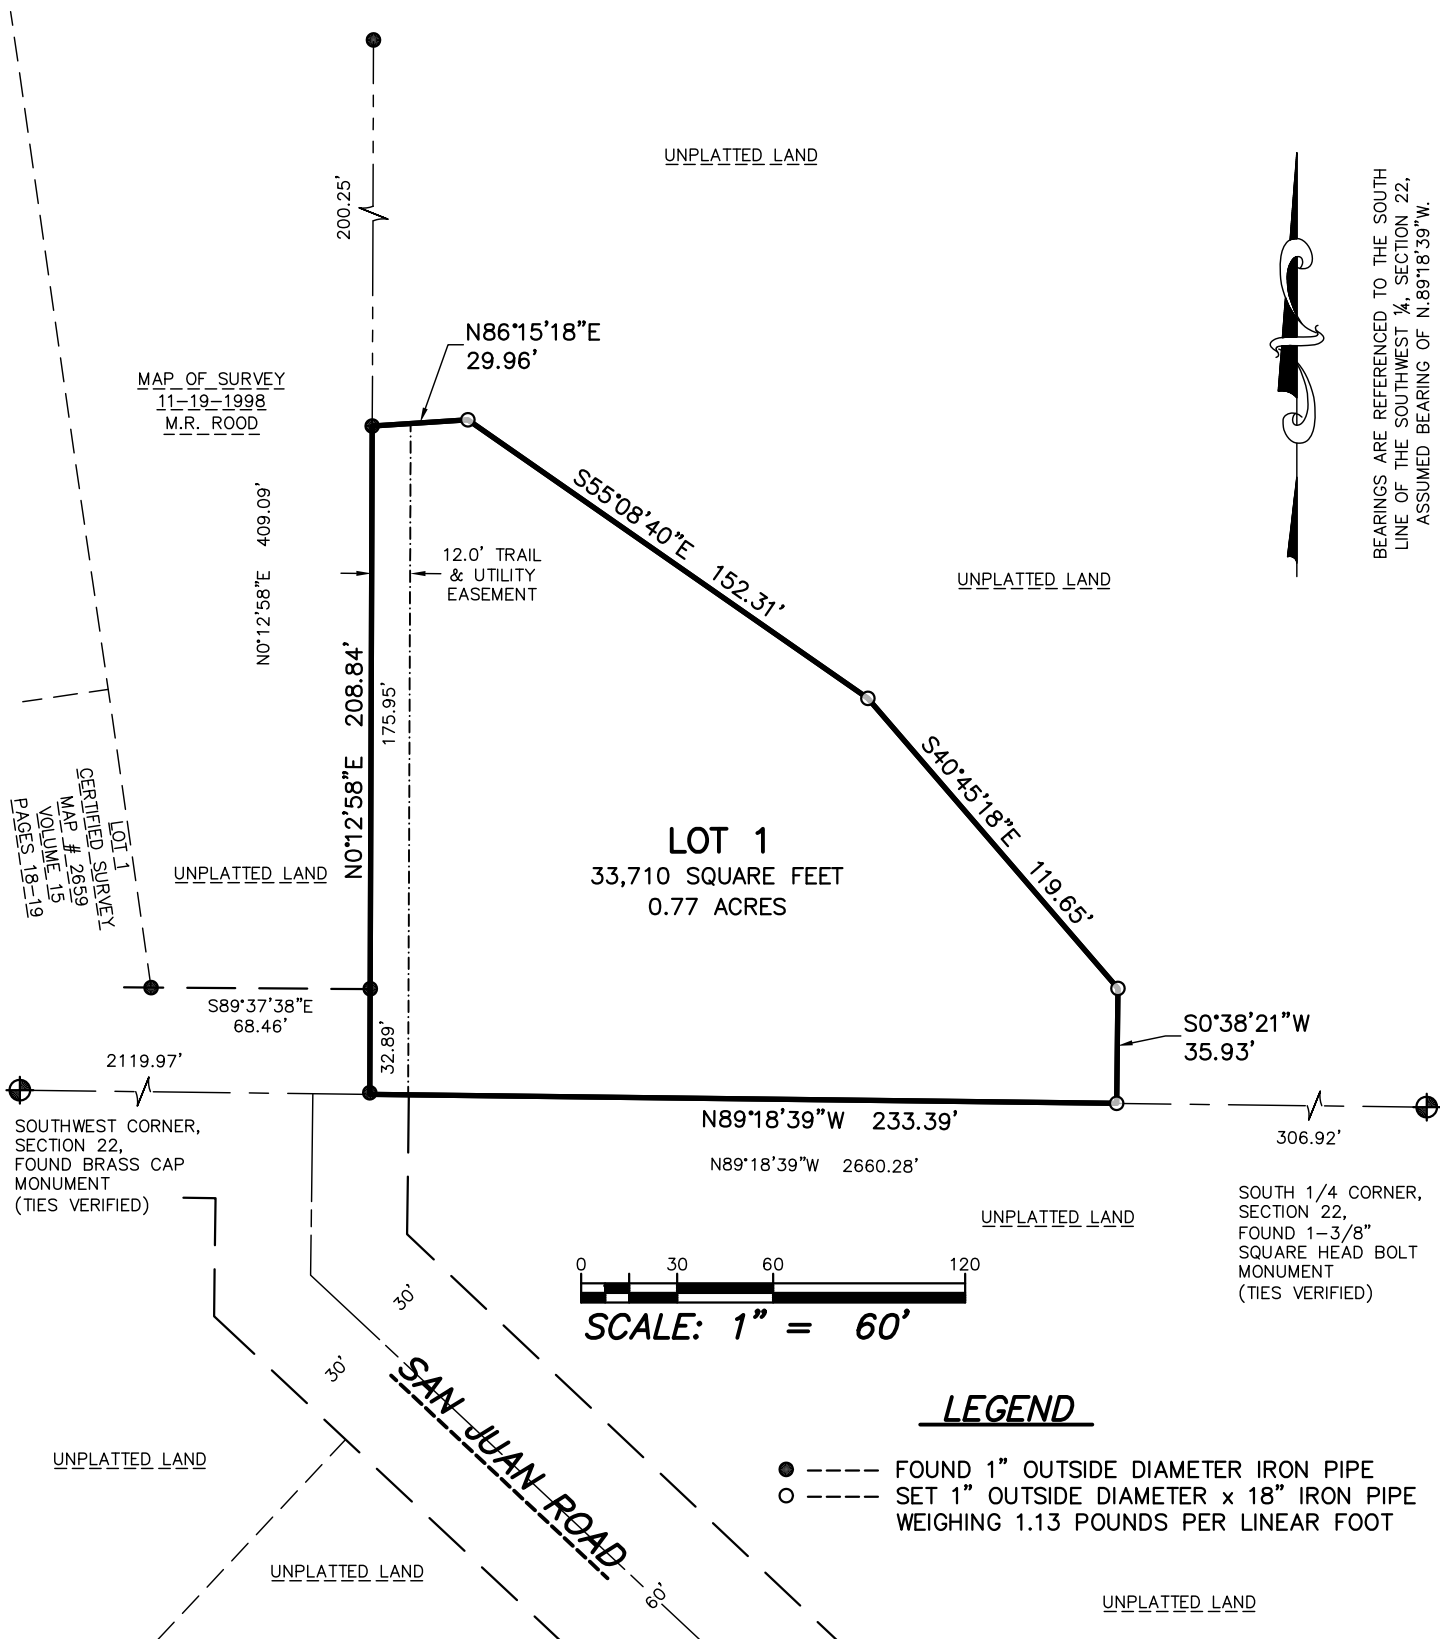 UNPLATTED LAND
200.25'
BEARINGS ARE REFERENCED TO THE SOUTH
LINE OF THE SOUTHWEST ¼, SECTION 22,
ASSUMED BEARING OF N.89°18'39"W.
N86°15'18"E
29.96'
MAP OF SURVEY
11-19-1998
M.R. ROOD
N0°12'58"E 409.09'
S55°08'40"E 152.31'
12.0' TRAIL
& UTILITY
EASEMENT
UNPLATTED LAND
N0°12'58"E 208.84'
175.95'
S40°45'18"E 119.65'
LOT 1
CERTIFIED SURVEY
MAP # 2659
VOLUME 15
PAGES 18-19
UNPLATTED LAND
LOT 1
33,710 SQUARE FEET
0.77 ACRES
S89°37'38"E
68.46'
32.89'
S0°38'21"W
35.93'
2119.97'
N89°18'39"W 233.39'
N89°18'39"W 2660.28'
306.92'
SOUTHWEST CORNER,
SECTION 22,
FOUND BRASS CAP
MONUMENT
(TIES VERIFIED)
SOUTH 1/4 CORNER,
SECTION 22,
FOUND 1-3/8"
SQUARE HEAD BOLT
MONUMENT
(TIES VERIFIED)
UNPLATTED LAND
0 30 60 120
SCALE: 1" = 60'
30'
30'
SAN JUAN ROAD
60'
LEGEND
FOUND 1" OUTSIDE DIAMETER IRON PIPE
SET 1" OUTSIDE DIAMETER x 18" IRON PIPE
WEIGHING 1.13 POUNDS PER LINEAR FOOT
UNPLATTED LAND
UNPLATTED LAND
UNPLATTED LAND